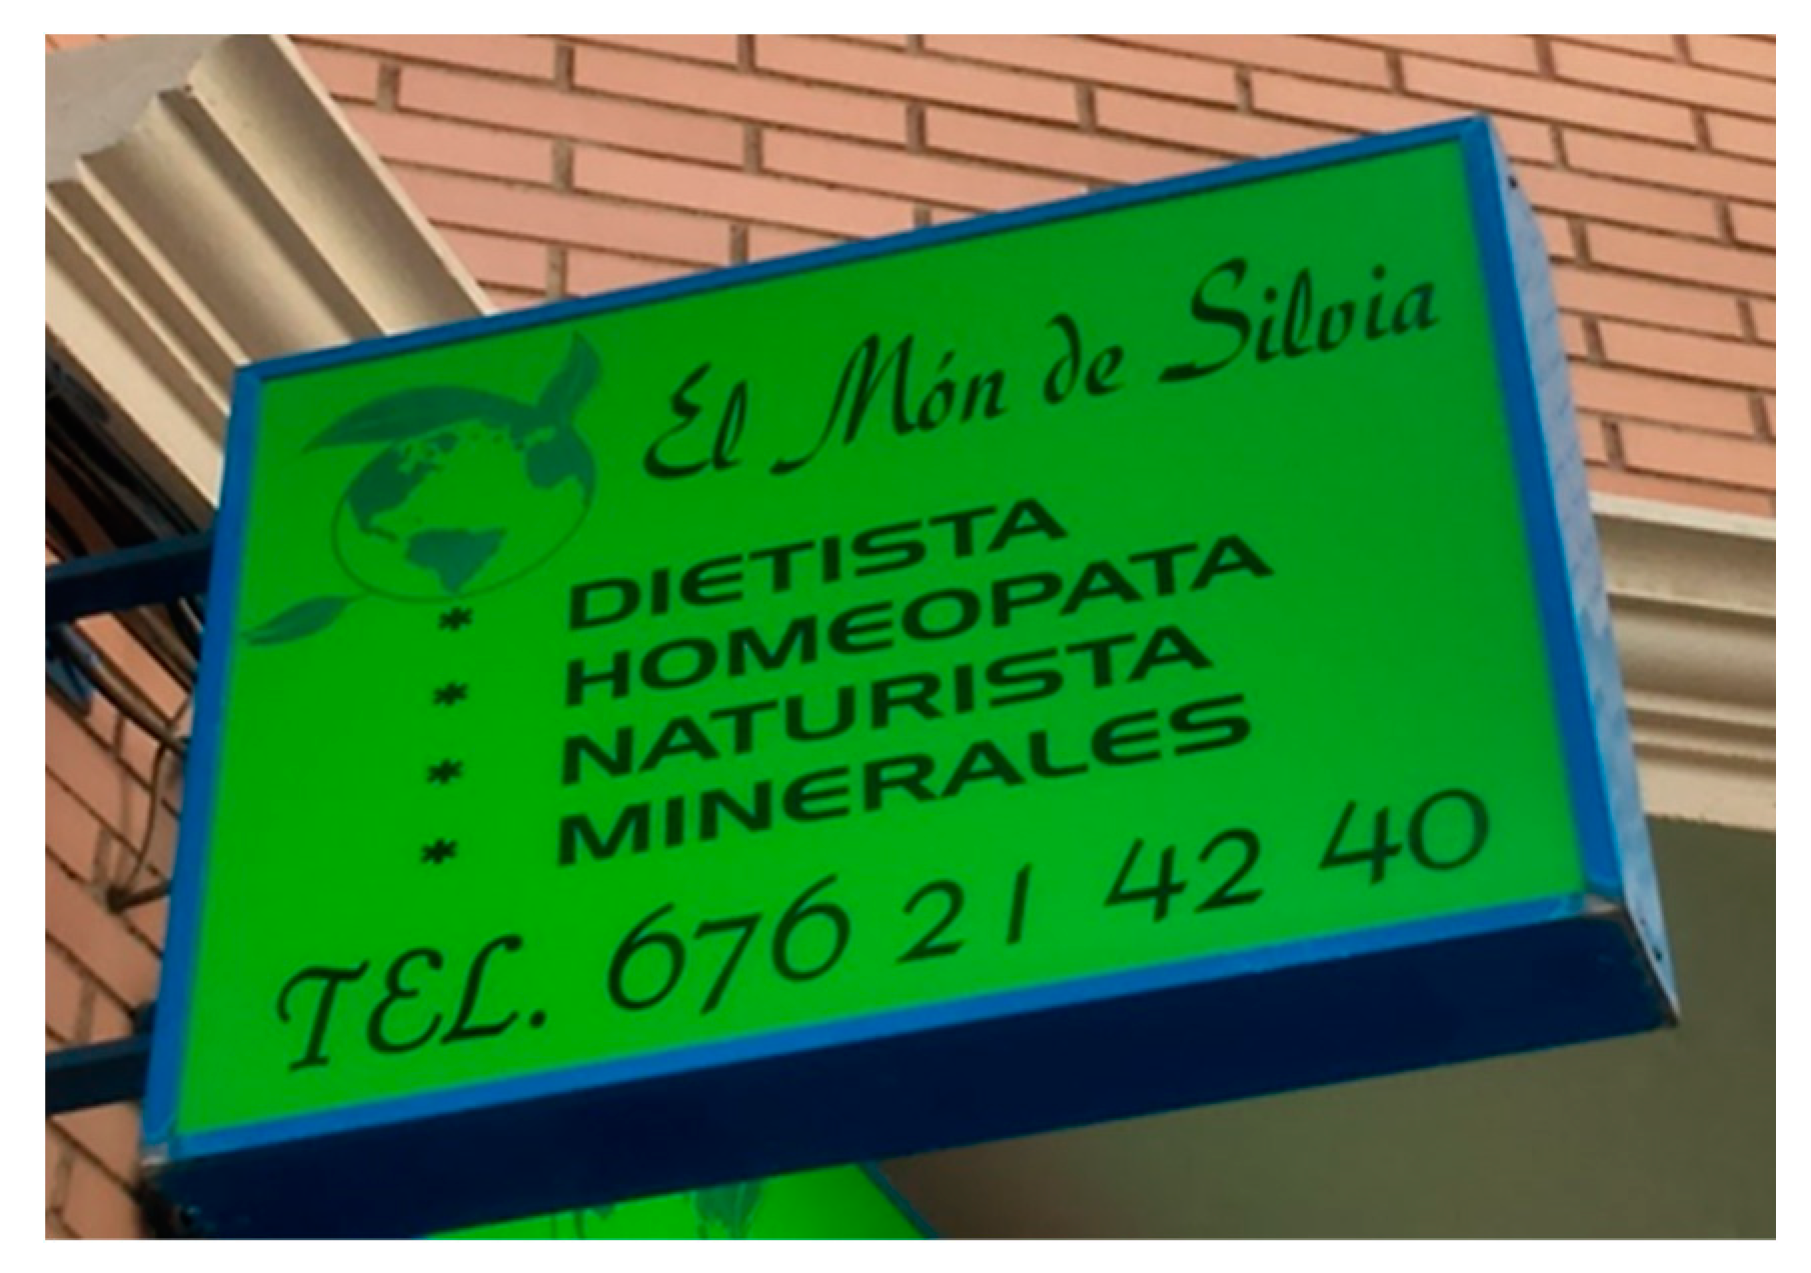 El Món de Silvia
* DIETISTA
* HOMEOPATA
* NATURISTA
* MINERALES
TEL. 676 21 42 40